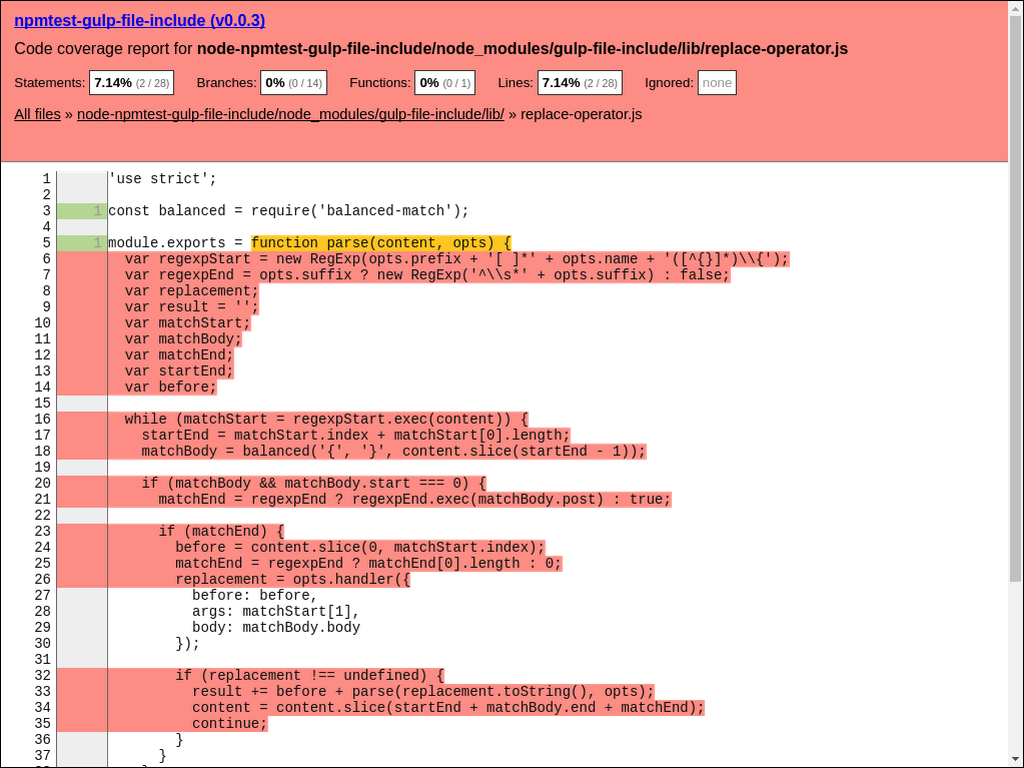 npmtest-gulp-file-include (v0.0.3)
Code coverage report for node-npmtest-gulp-file-include/node_modules/gulp-file-include/lib/replace-operator.js
Statements: 7.14% (2 / 28) Branches: 0% (0 / 14) Functions: 0% (0 / 1) Lines: 7.14% (2 / 28) Ignored: none
All files » node-npmtest-gulp-file-include/node_modules/gulp-file-include/lib/ » replace-operator.js
1 'use strict';
2
3 1 const balanced = require('balanced-match');
4
5 1 module.exports = function parse(content, opts) {
6   var regexpStart = new RegExp(opts.prefix + '[ ]*' + opts.name + '([^{}]*)\\{');
7   var regexpEnd = opts.suffix ? new RegExp('^\\s*' + opts.suffix) : false;
8   var replacement;
9   var result = '';
10   var matchStart;
11   var matchBody;
12   var matchEnd;
13   var startEnd;
14   var before;
15
16   while (matchStart = regexpStart.exec(content)) {
17     startEnd = matchStart.index + matchStart[0].length;
18     matchBody = balanced('{', '}', content.slice(startEnd - 1));
19
20     if (matchBody && matchBody.start === 0) {
21       matchEnd = regexpEnd ? regexpEnd.exec(matchBody.post) : true;
22
23       if (matchEnd) {
24         before = content.slice(0, matchStart.index);
25         matchEnd = regexpEnd ? matchEnd[0].length : 0;
26         replacement = opts.handler({
27           before: before,
28           args: matchStart[1],
29           body: matchBody.body
30         });
31
32         if (replacement !== undefined) {
33           result += before + parse(replacement.toString(), opts);
34           content = content.slice(startEnd + matchBody.end + matchEnd);
35           continue;
36         }
37       }